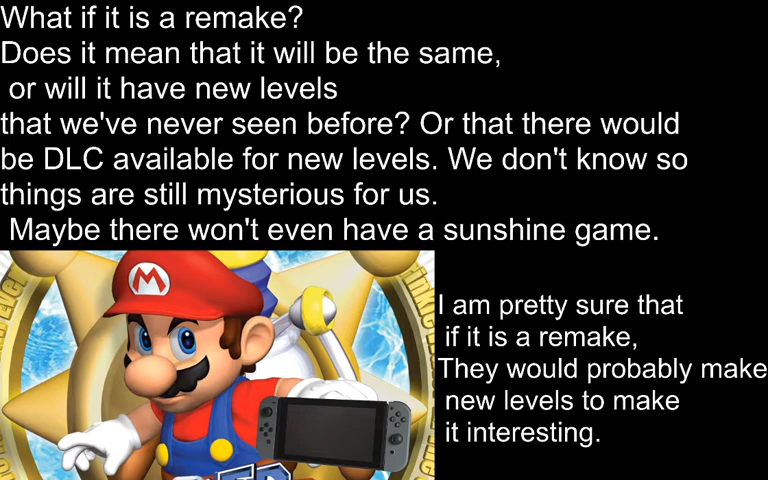 What if it is a remake?
Does it mean that it will be the same,
or will it have new levels
that we've never seen before? Or that there would
be DLC available for new levels. We don't know so
things are still mysterious for us.
Maybe there won't even have a sunshine game.
I am pretty sure that
if it is a remake,
They would probably make
new levels to make
it interesting.
M